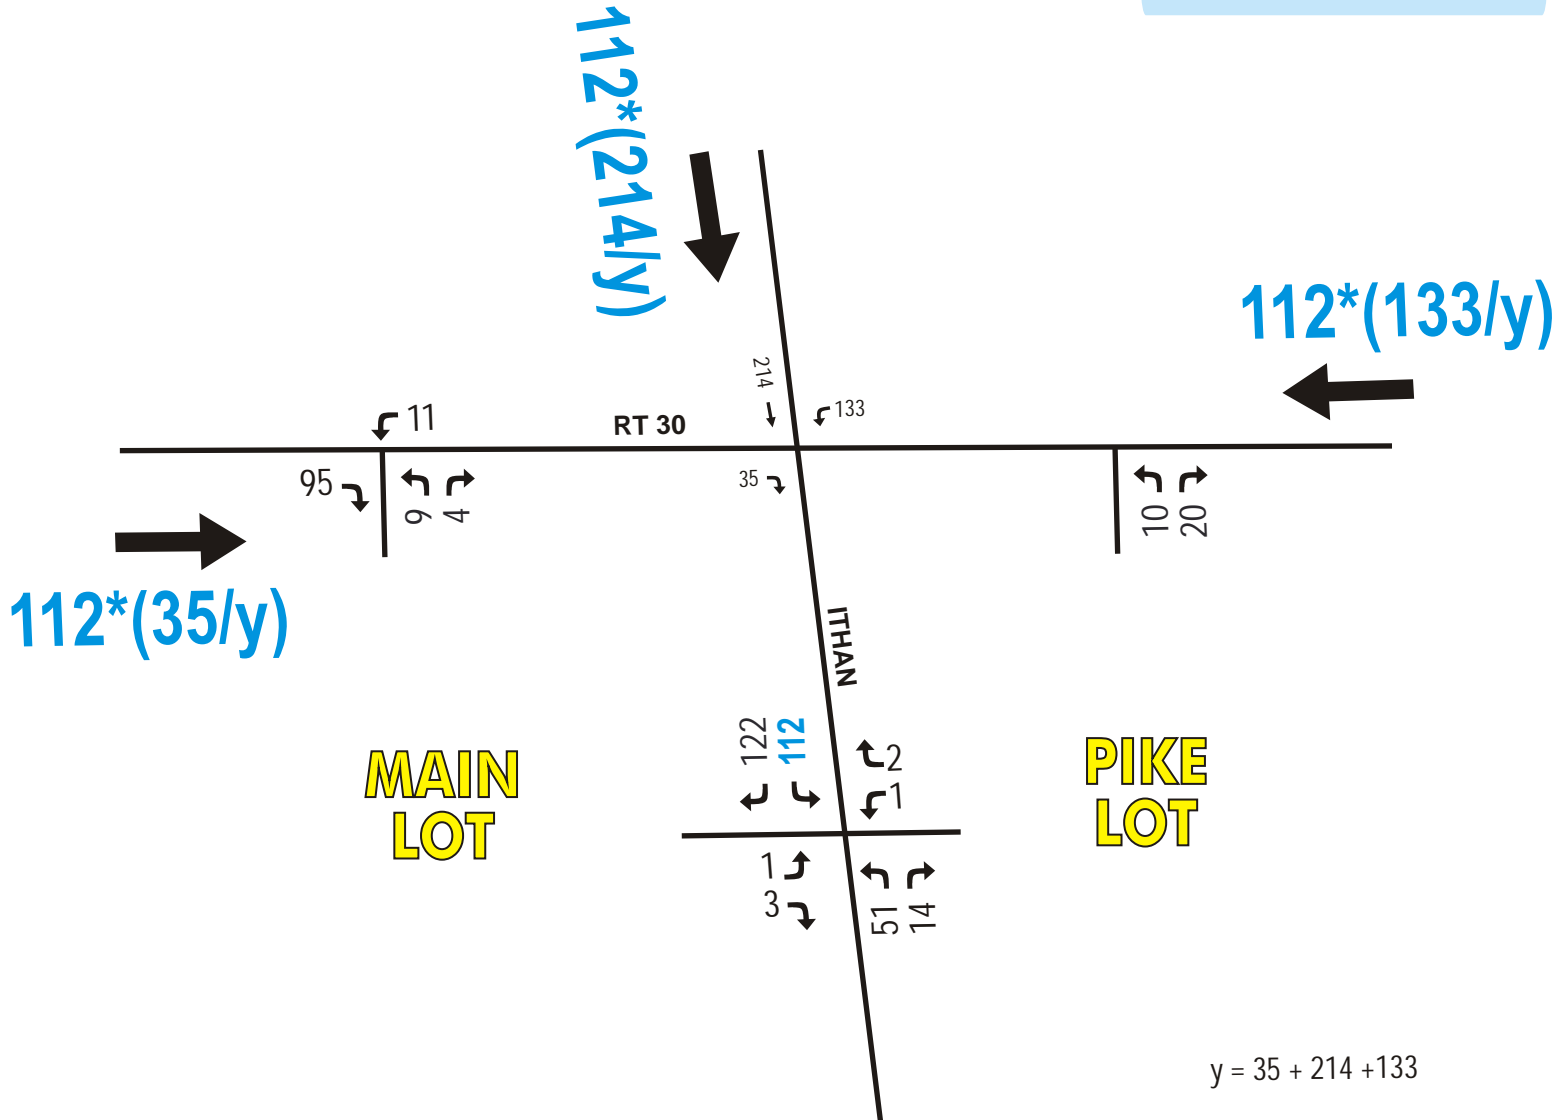 112*(214/y)
112*(133/y)
214
133
11
RT 30
95
9
4
35
10
20
112*(35/y)
ITHAN
122
112
2
1
MAIN
LOT
PIKE
LOT
1
3
51
14
y = 35 + 214 +133